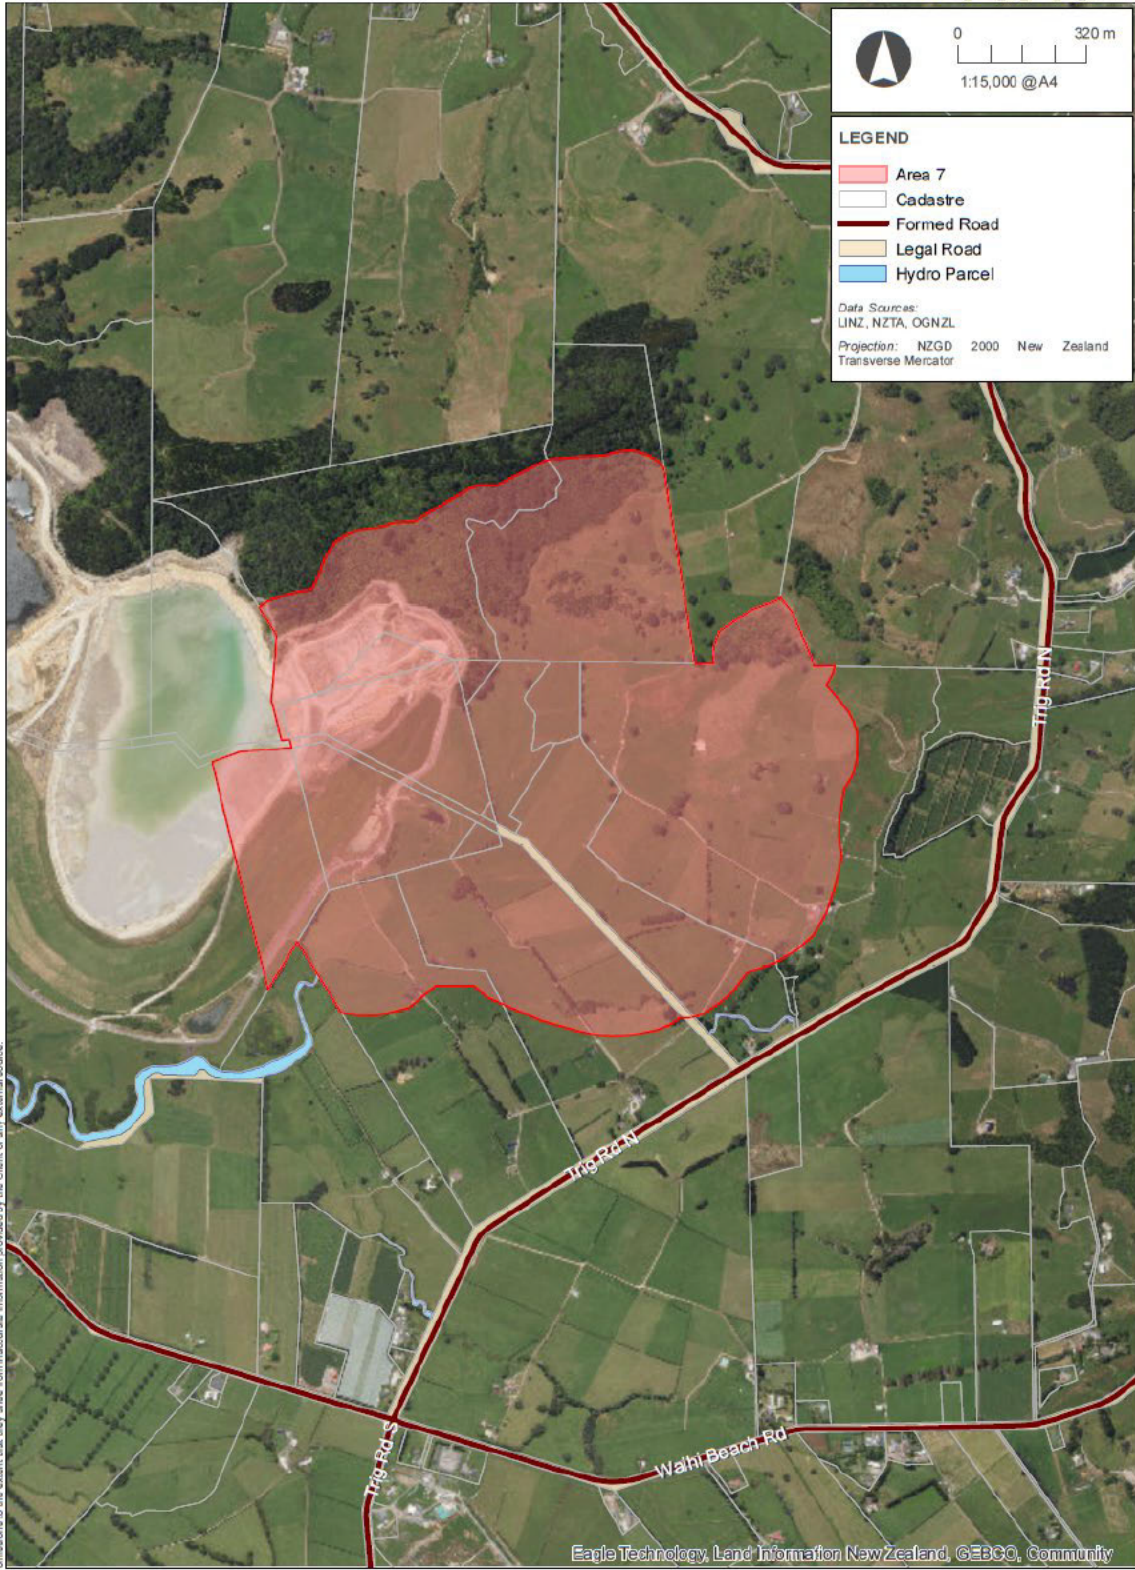 0 320 m
1:15,000 @A4
LEGEND
Area 7
Cadastre
Formed Road
Legal Road
Hydro Parcel
Data Sources:
LINZ, NZTA, OGNZL
Projection: NZGD 2000 New Zealand
Transverse Mercator
Trig Rd N
Trig Rd N
Trig Rd S
Waihi Beach Rd
Eagle Technology, Land Information New Zealand, GEBCO, Community